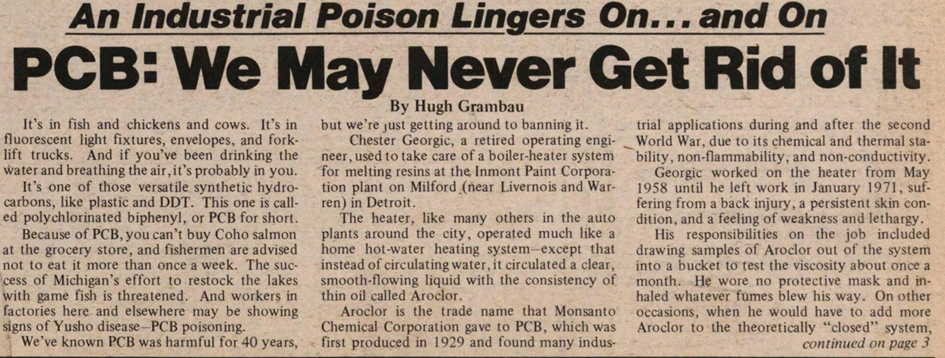 An Industrial Poison Lingers On...and On
PCB: We May Never Get Rid of It
By Hugh Grambau
It's in fish and chickens and cows. It's in
fluorescent light fixtures, envelopes, and fork-
lift trucks. And if you've been drinking the
water and breathing the air, it's probably in you.
It's one of those versatile synthetic hydro-
carbons, like plastic and DDT. This one is call-
ed polychlorinated biphenyl, or PCB for short.
Because of PCB, you can't buy Coho salmon
at the grocery store, and fishermen are advised
not to eat it more than once a week. The suc-
cess of Michigan's effort to restock the lakes
with game fish is threatened. And workers in
factories here and elsewhere may be showing
signs of Yusho disease—PCB poisoning.
We've known PCB was harmful for 40 years,
but we're just getting around to banning it.
Chester Georgic, a retired operating engi-
neer, used to take care of a boiler-heater system
for melting resins at the Inmont Paint Corpora-
tion plant on Milford (near Livernois and War-
ren) in Detroit.
The heater, like many others in the auto
plants around the city, operated much like a
home hot-water heating system—except that
instead of circulating water, it circulated a clear,
smooth-flowing liquid with the consistency of
thin oil called Aroclor.
Aroclor is the trade name that Monsanto
Chemical Corporation gave to PCB, which was
first produced in 1929 and found many indus-
trial applications during and after the second
World War, due to its chemical and thermal sta-
bility, non-flammability, and non-conductivity.
Georgic worked on the heater from May
1958 until he left work in January 1971, suf-
fering from a back injury, a persistent skin con-
dition, and a feeling of weakness and lethargy.
His responsibilities on the job included
drawing samples of Aroclor out of the system
into a bucket to test the viscosity about once a
month. He wore no protective mask and in-
haled whatever fumes blew his way. On other
occasions, when he would have to add more
Aroclor to the theoretically "closed" system,
continued on page 3